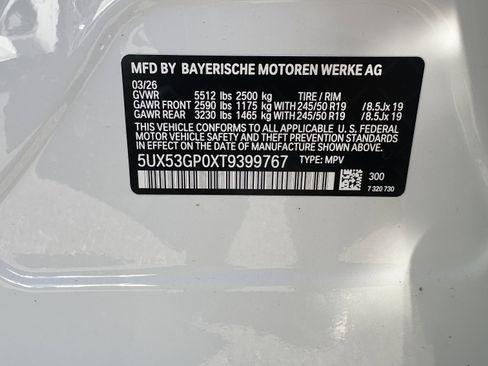 MFD BY BAYERISCHE MOTOREN WERKE AG
03/26
GVWR 5512 lbs 2500 kg TIRE / RIM
GAWR FRONT 2590 lbs 1175 kg WITH 245/50 R19 / 8.5Jx 19
GAWR REAR 3230 lbs 1465 kg WITH 245/50 R19 / 8.5Jx 19
THIS VEHICLE CONFORMS TO ALL APPLICABLE U. S. FEDERAL
MOTOR VEHICLE SAFETY, AND THEFT PREVENTION STANDARDS
IN EFFECT ON THE DATE OF MANUFACTURE SHOWN ABOVE.
5UX53GP0XT9399767 TYPE: MPV
300
7 320 730